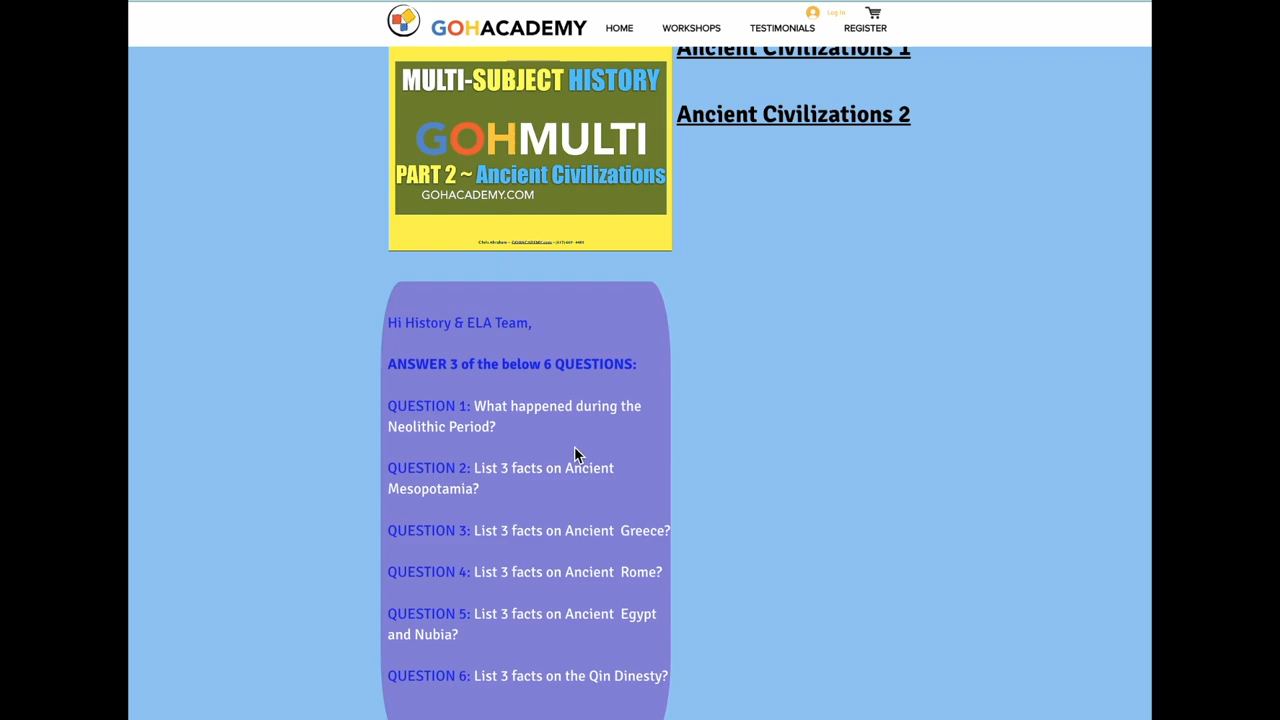 GOHACADEMY
Log In
HOME
WORKSHOPS
TESTIMONIALS
REGISTER
Ancient Civilizations 1
MULTI-SUBJECT HISTORY
GOHMULTI
PART 2 ~ Ancient Civilizations
GOHACADEMY.COM
Ancient Civilizations 2
Hi History & ELA Team,
ANSWER 3 of the below 6 QUESTIONS:
QUESTION 1: What happened during the
Neolithic Period?
QUESTION 2: List 3 facts on Ancient
Mesopotamia?
QUESTION 3: List 3 facts on Ancient  Greece?
QUESTION 4: List 3 facts on Ancient  Rome?
QUESTION 5: List 3 facts on Ancient  Egypt
and Nubia?
QUESTION 6: List 3 facts on the Qin Dinesty?